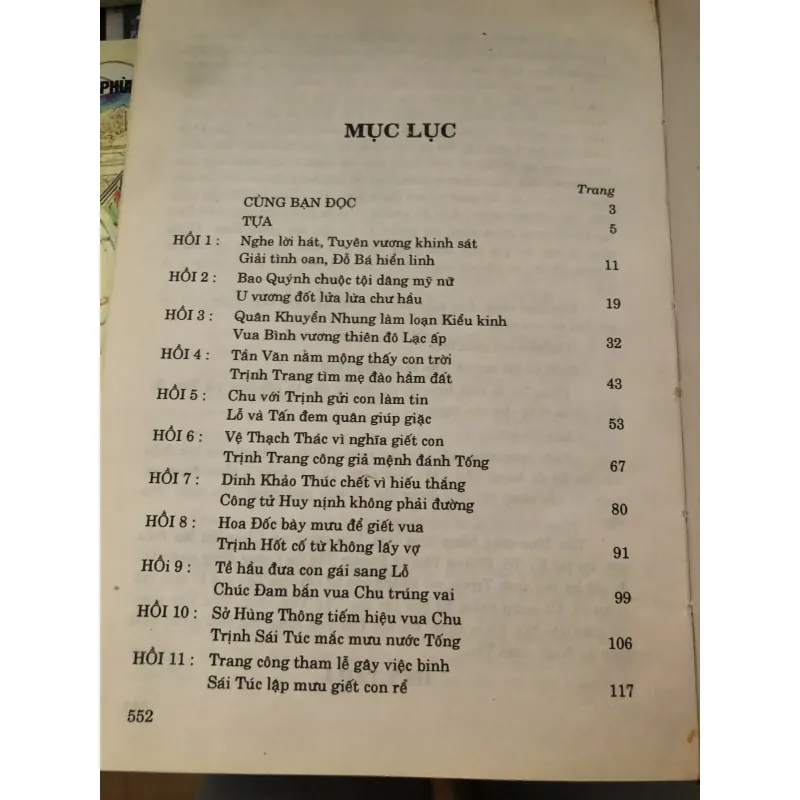 PHÙ
MỤC LỤC
Trang
CÙNG BẠN ĐỌC 3
TỰA 5
HỒI 1 : Nghe lời hát, Tuyên vương khinh sát
Giải tình oan, Đỗ Bá hiển linh 11
HỒI 2 : Bao Quýnh chuộc tội dâng mỹ nữ
U vương đốt lửa lừa chư hầu 19
HỒI 3 : Quân Khuyển Nhung làm loạn Kiểu kinh
Vua Bình vương thiên đô Lạc ấp 32
HỒI 4 : Tần Văn nằm mộng thấy con trời
Trịnh Trang tìm mẹ đào hầm đất 43
HỒI 5 : Chu với Trịnh gửi con làm tin
Lỗ và Tấn đem quân giúp giặc 53
HỒI 6 : Vệ Thạch Thác vì nghĩa giết con
Trịnh Trang công giả mệnh đánh Tống 67
HỒI 7 : Dinh Khảo Thúc chết vì hiếu thắng
Công tử Huy nịnh không phải đường 80
HỒI 8 : Hoa Đốc bày mưu để giết vua
Trịnh Hốt cố từ không lấy vợ 91
HỒi 9 : Tề hầu đưa con gái sang Lỗ
Chúc Đam bắn vua Chu trúng vai 99
HỒI 10 : Sở Hùng Thông tiếm hiệu vua Chu
Trịnh Sái Túc mắc mưu nước Tống 106
HỒI 11 : Trang công tham lễ gây việc binh
Sái Túc lập mưu giết con rể 117
552